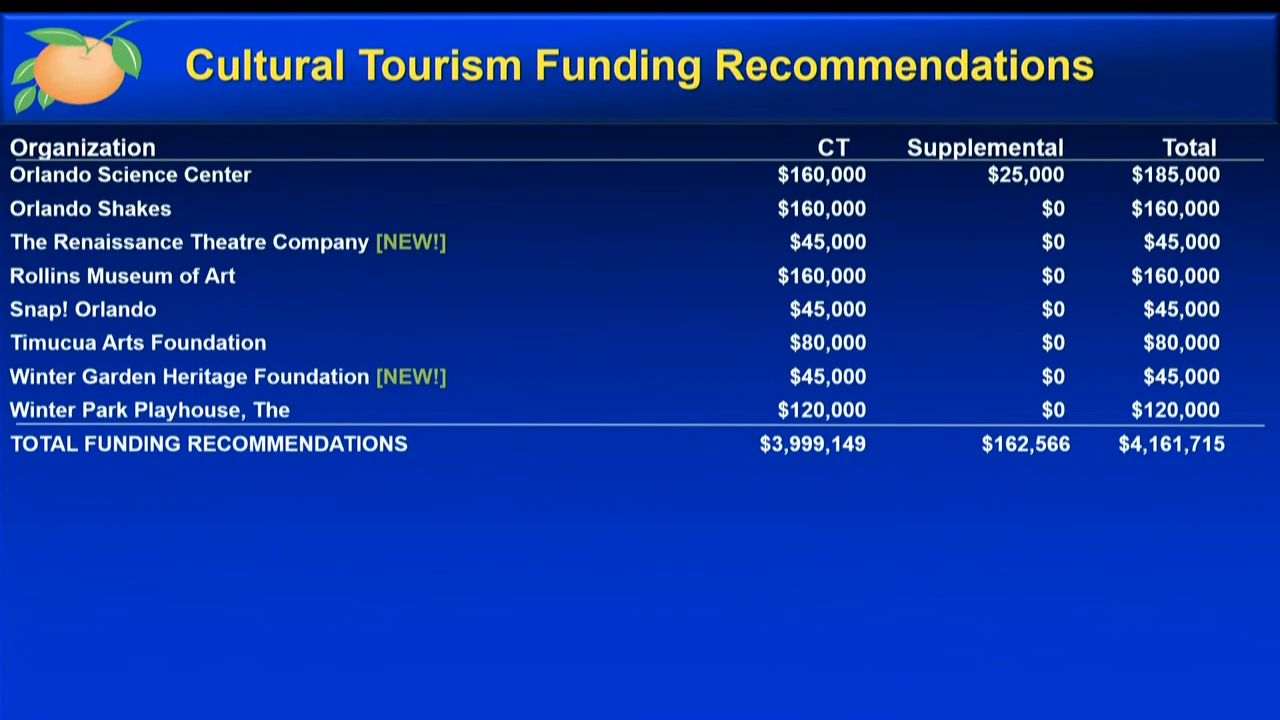 Cultural Tourism Funding Recommendations
Organization CT Supplemental Total
Orlando Science Center $160,000 $25,000 $185,000
Orlando Shakes $160,000 $0 $160,000
The Renaissance Theatre Company [NEW!] $45,000 $0 $45,000
Rollins Museum of Art $160,000 $0 $160,000
Snap! Orlando $45,000 $0 $45,000
Timucua Arts Foundation $80,000 $0 $80,000
Winter Garden Heritage Foundation [NEW!] $45,000 $0 $45,000
Winter Park Playhouse, The $120,000 $0 $120,000
TOTAL FUNDING RECOMMENDATIONS $3,999,149 $162,566 $4,161,715